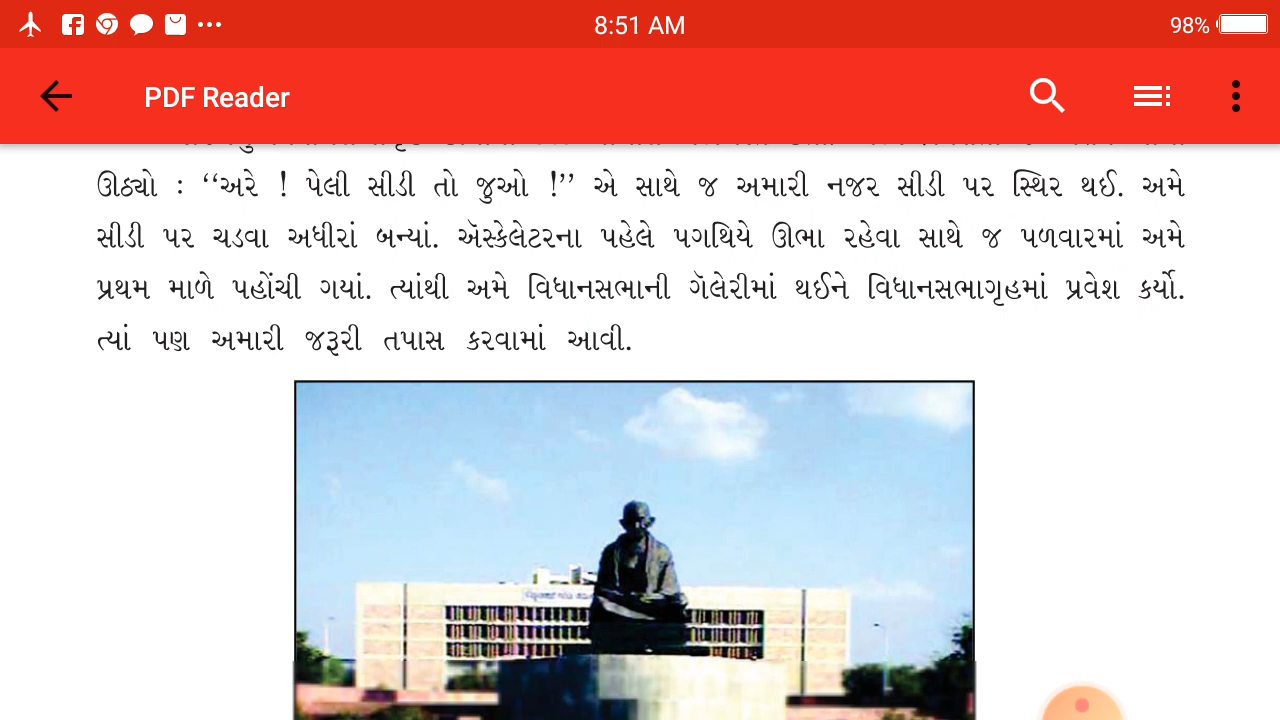 8:51 AM
98%
PDF Reader
ઊઠ્યો : ‘‘અરે ! પેલી સીડી તો જુઓ !’’ એ સાથે જ અમારી નજર સીડી પર સ્થિર થઈ. અમે
સીડી પર ચડવા અધીરાં બન્યાં. ઍસ્કેલેટરના પહેલે પગથિયે ઊભા રહેવા સાથે જ પળવારમાં અમે
પ્રથમ માળે પહોંચી ગયાં. ત્યાંથી અમે વિધાનસભાની ગૅલેરીમાં થઈને વિધાનસભાગૃહમાં પ્રવેશ કર્યો.
ત્યાં પણ અમારી જરૂરી તપાસ કરવામાં આવી.